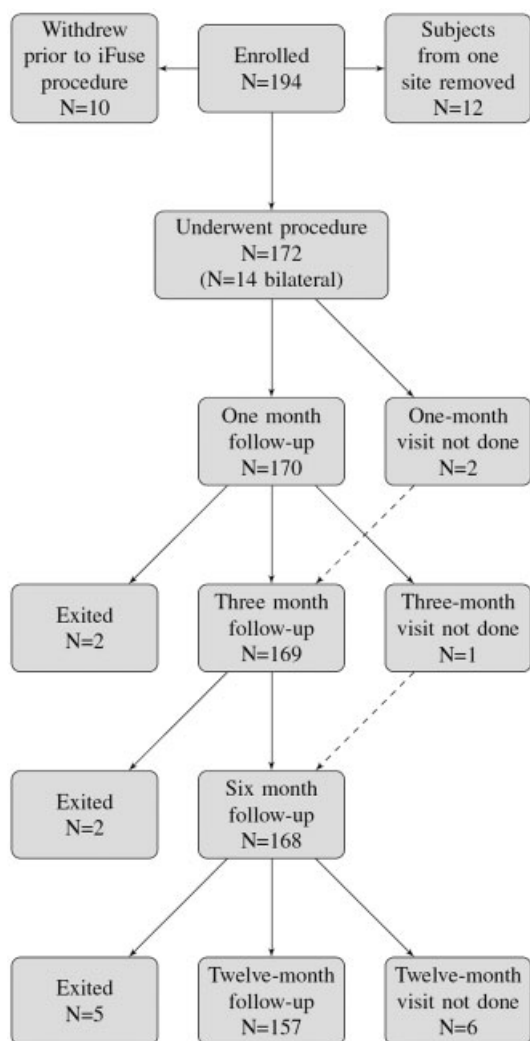 Withdrew
prior to iFuse
procedure
N=10
Enrolled
N=194
Subjects
from one
site removed
N=12
Underwent procedure
N=172
(N=14 bilateral)
One month
follow-up
N=170
One-month
visit not done
N=2
Exited
N=2
Three month
follow-up
N=169
Three-month
visit not done
N=1
Exited
N=2
Six month
follow-up
N=168
Exited
N=5
Twelve-month
follow-up
N=157
Twelve-month
visit not done
N=6